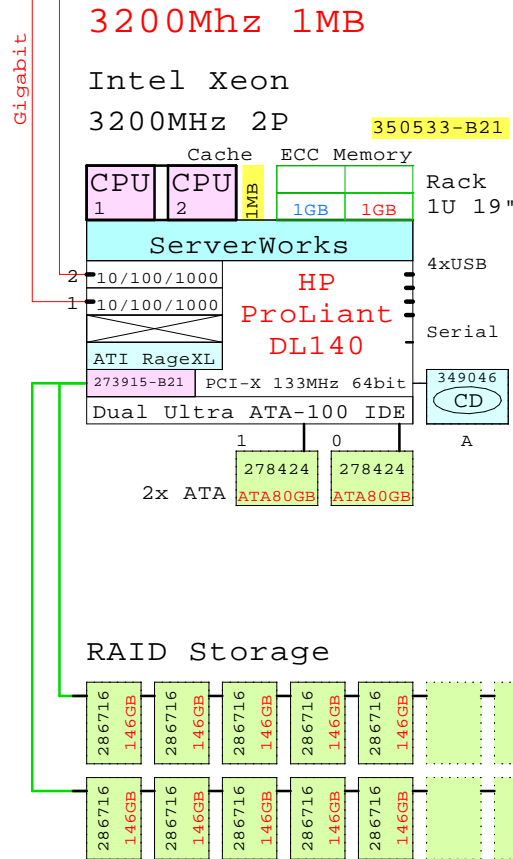 3200Mhz 1MB
Gigabit
Intel Xeon
3200MHz 2P
350533-B21
Cache ECC Memory
CPU
1
CPU
2
1MB
1GB 1GB
Rack
1U 19"
ServerWorks
2 10/100/1000
1 10/100/1000
HP
ProLiant
DL140
4xUSB
Serial
ATI RageXL
273915-B21 PCI-X 133MHz 64bit
349046
CD
A
Dual Ultra ATA-100 IDE
1 0
2x ATA
278424
ATA80GB
278424
ATA80GB
RAID Storage
286716 146GB
286716 146GB
286716 146GB
286716 146GB
286716 146GB
286716 146GB
286716 146GB
286716 146GB
286716 146GB
286716 146GB